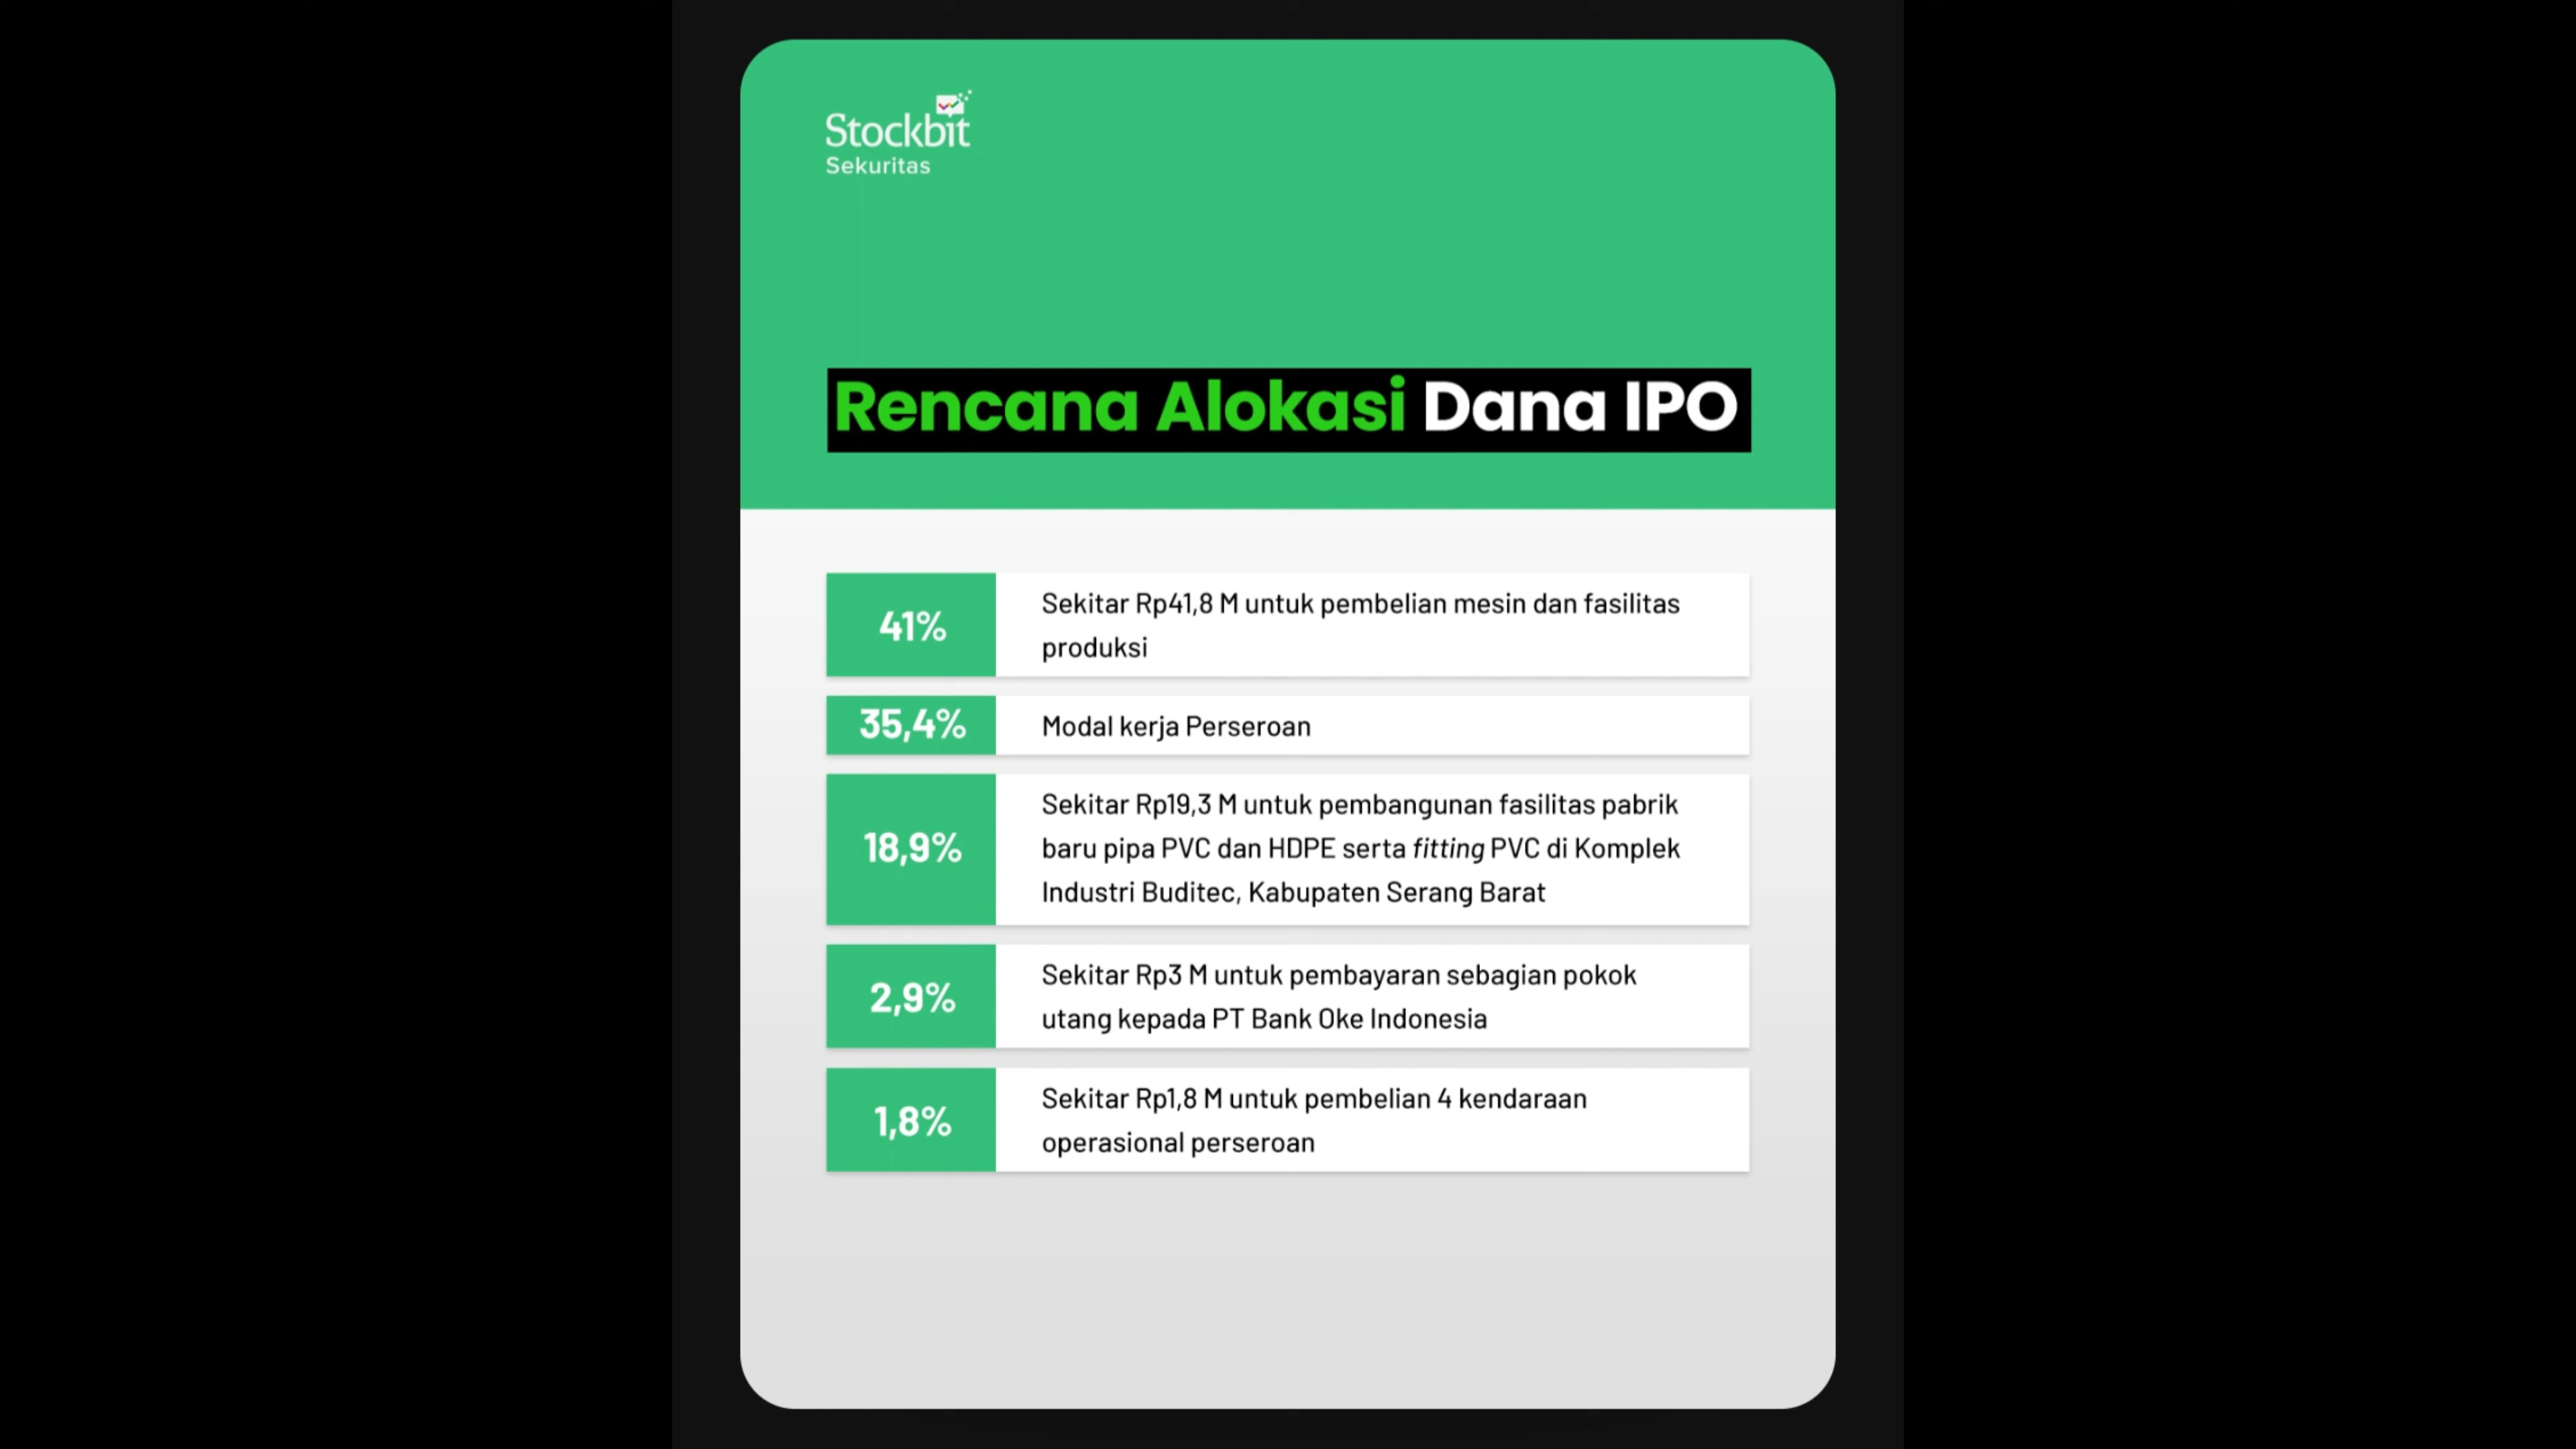 Stockbit
Sekuritas
Rencana Alokasi Dana IPO
41%
Sekitar Rp41,8 M untuk pembelian mesin dan fasilitas
produksi
35,4%
Modal kerja Perseroan
18,9%
Sekitar Rp19,3 M untuk pembangunan fasilitas pabrik
baru pipa PVC dan HDPE serta fitting PVC di Komplek
Industri Buditec, Kabupaten Serang Barat
2,9%
Sekitar Rp3 M untuk pembayaran sebagian pokok
utang kepada PT Bank Oke Indonesia
1,8%
Sekitar Rp1,8 M untuk pembelian 4 kendaraan
operasional perseroan